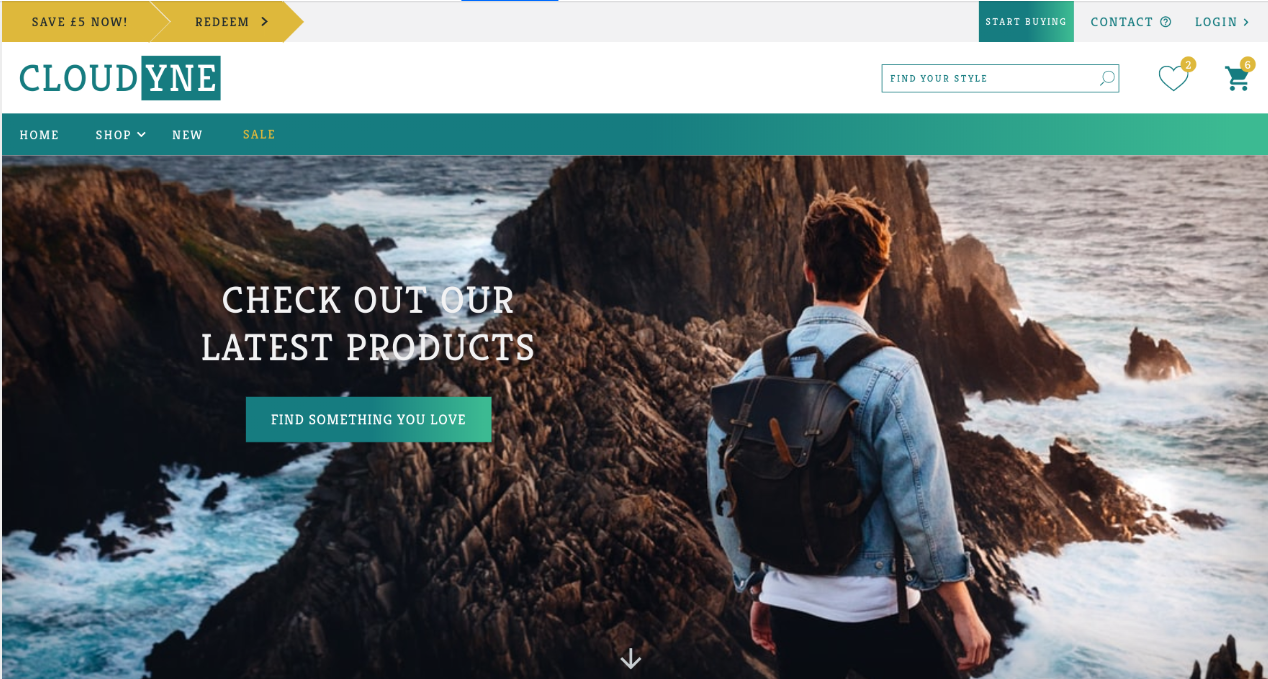 SAVE £5 NOW!
REDEEM
START BUYING
CONTACT
LOGIN
CLOUDYNE
FIND YOUR STYLE
2
6
HOME
SHOP
NEW
SALE
CHECK OUT OUR
LATEST PRODUCTS
FIND SOMETHING YOU LOVE